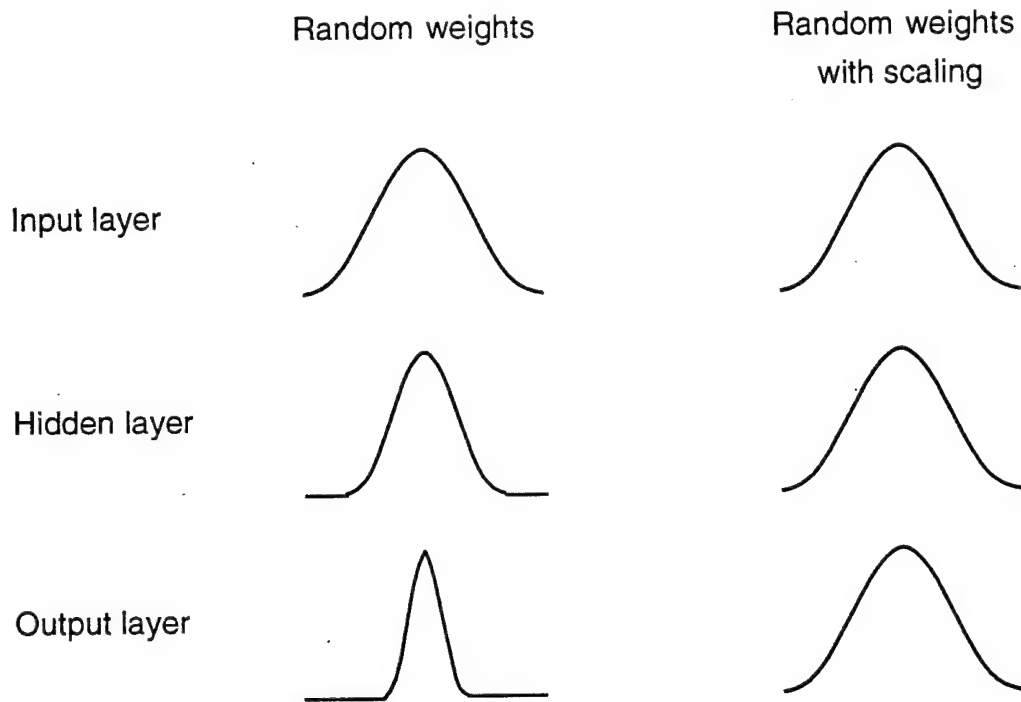 Random weights
Random weights
with scaling
Input layer
Hidden layer
Output layer